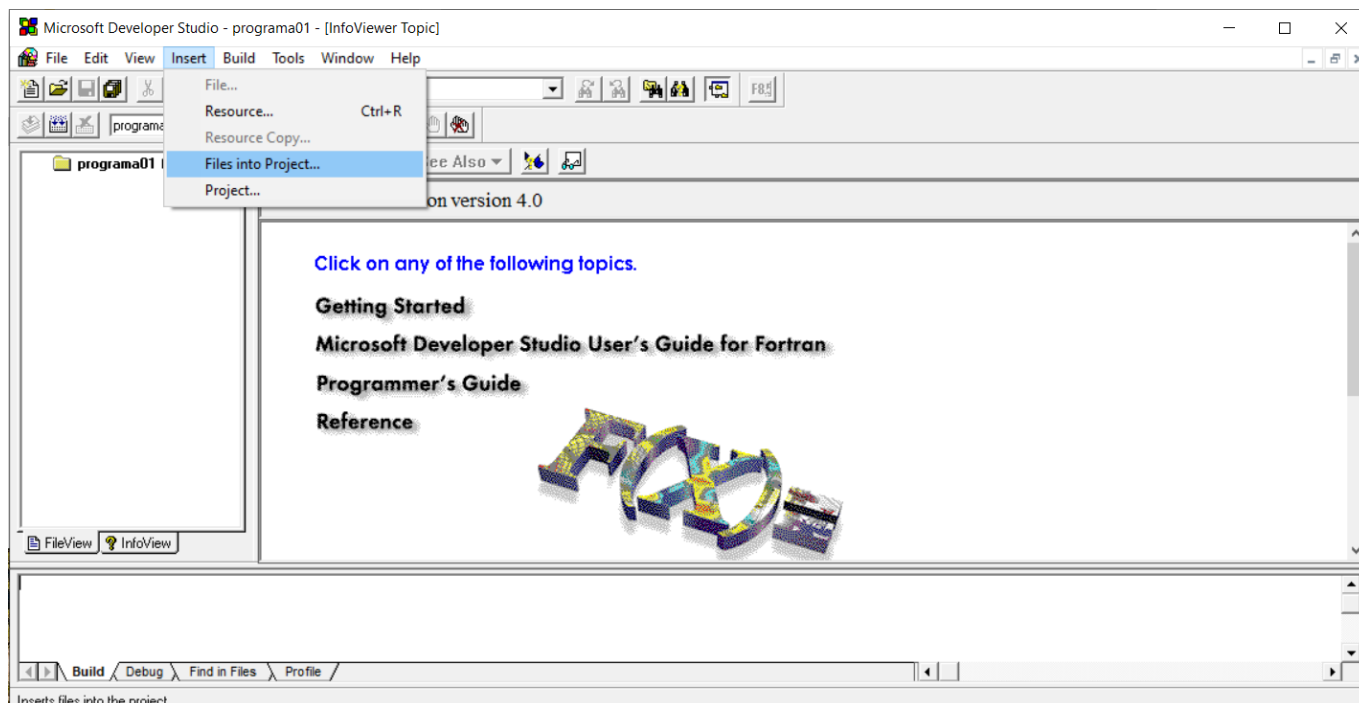 Microsoft Developer Studio - programa01 - [InfoViewer Topic]
File Edit View Insert Build Tools Window Help
File...
F8
Resource... Ctrl+R
programa
Resource Copy...
programa01
Files into Project...
See Also
Project...
on version 4.0
Click on any of the following topics.
Getting Started
Microsoft Developer Studio User's Guide for Fortran
Programmer's Guide
Reference
FileView InfoView
Build Debug Find in Files Profile
Inserts files into the project